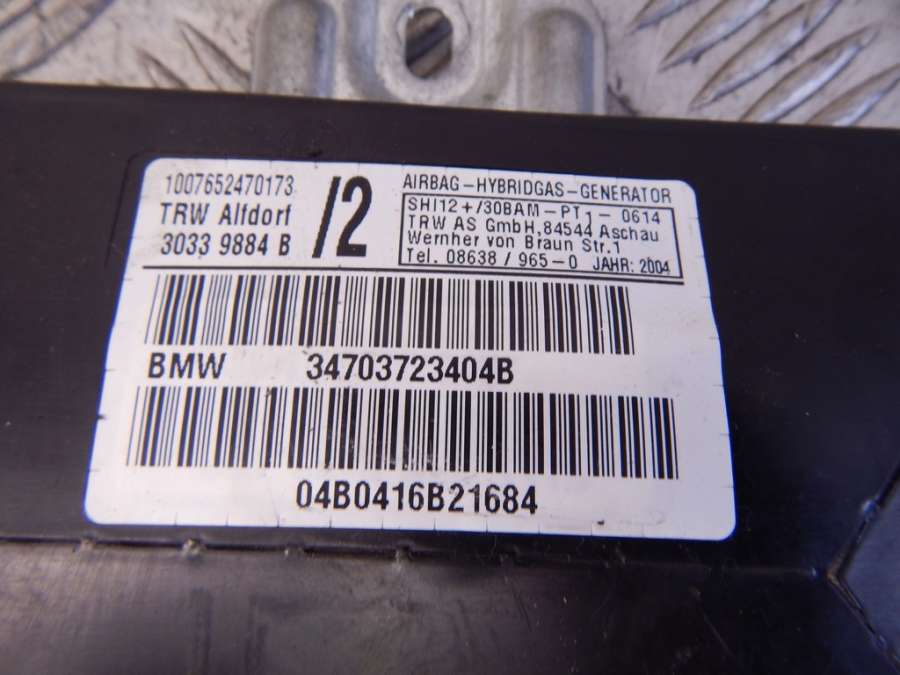 1007652470173
TRW Alfdorf
3033 9884 B
/2
AIRBAG-HYBRIDGAS-GENERATOR
SHI12+/30BAM-PT1- 0614
TRW AS GmbH,84544 Aschau
Wernher von Braun Str.1
Tel. 08638 / 965-0 JAHR: 2004
BMW 34703723404B
04B0416B21684